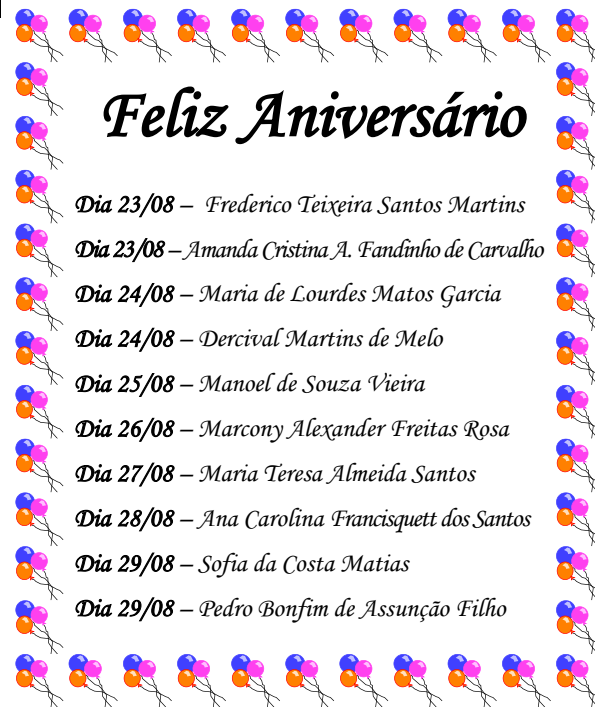 Feliz Aniversário
Dia 23/08 – Frederico Teixeira Santos Martins
Dia 23/08 – Amanda Cristina A. Fandinho de Carvalho
Dia 24/08 – Maria de Lourdes Matos Garcia
Dia 24/08 – Dercival Martins de Melo
Dia 25/08 – Manoel de Souza Vieira
Dia 26/08 – Marcony Alexander Freitas Rosa
Dia 27/08 – Maria Teresa Almeida Santos
Dia 28/08 – Ana Carolina Francisquett dos Santos
Dia 29/08 – Sofia da Costa Matias
Dia 29/08 – Pedro Bonfim de Assunção Filho